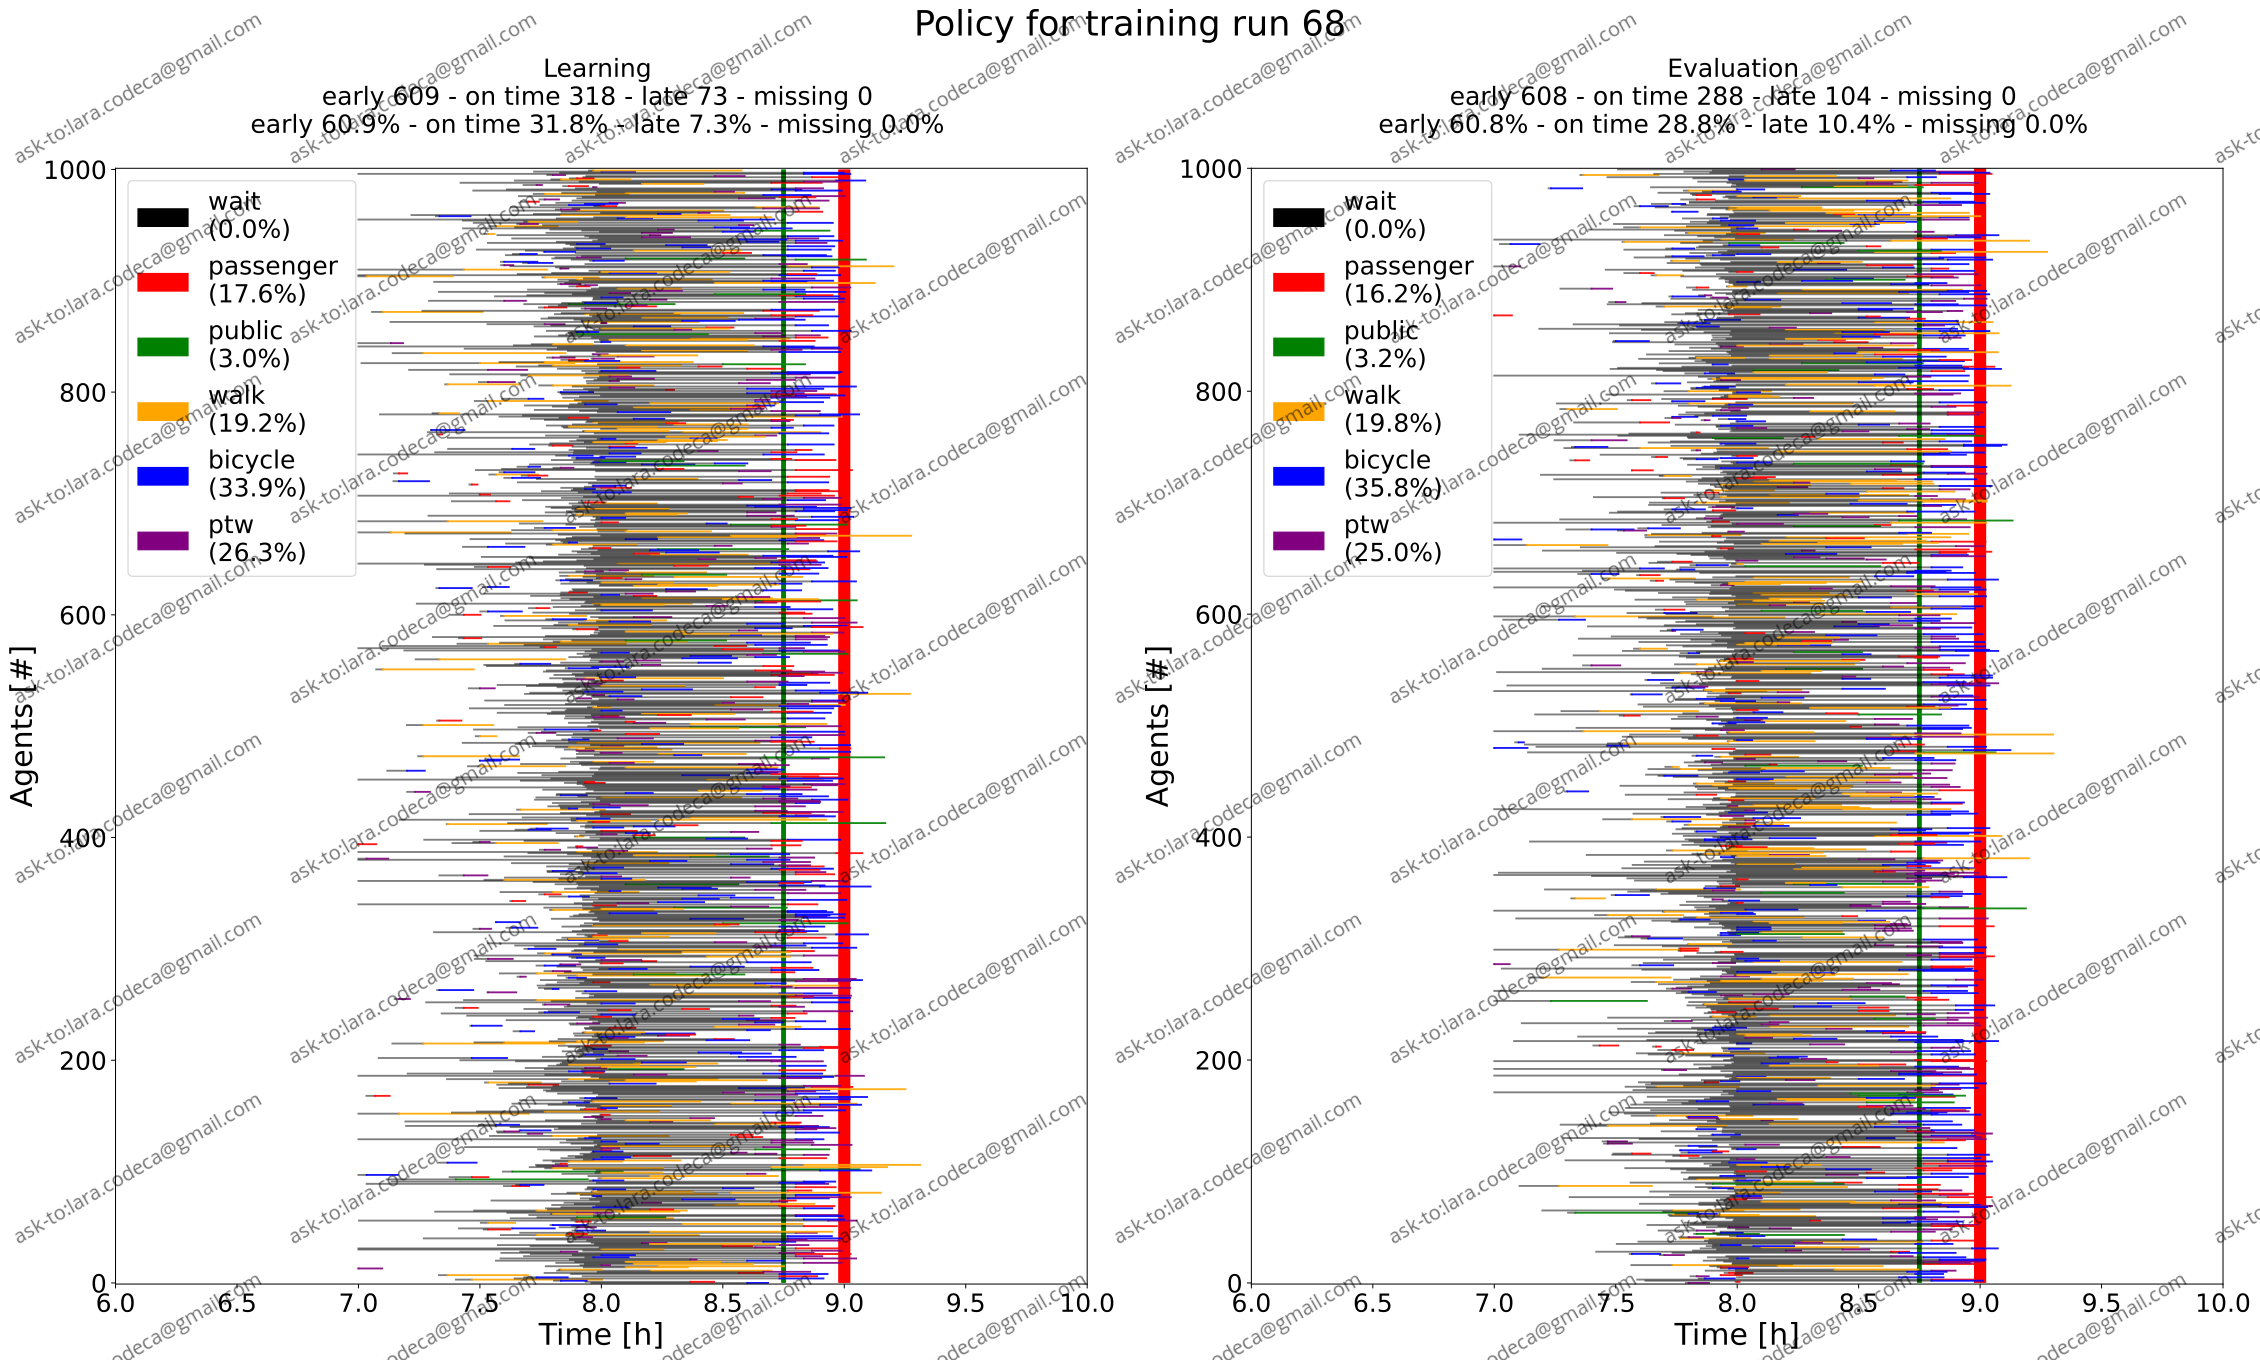 Policy for training run 68
Learning
early 609 - on time 318 - late 73 - missing 0
early 60.9% - on time 31.8% - late 7.3% - missing 0.0%
1000
800
600
400
200
0
Agents [#]
wait
(0.0%)
passenger
(17.6%)
public
(3.0%)
walk
(19.2%)
bicycle
(33.9%)
ptw
(26.3%)
6.0 6.5 7.0 7.5 8.0 8.5 9.0 9.5 10.0
Time [h]
Evaluation
early 608 - on time 288 - late 104 - missing 0
early 60.8% - on time 28.8% - late 10.4% - missing 0.0%
1000
800
600
400
200
0
Agents [#]
wait
(0.0%)
passenger
(16.2%)
public
(3.2%)
walk
(19.8%)
bicycle
(35.8%)
ptw
(25.0%)
6.0 6.5 7.0 7.5 8.0 8.5 9.0 9.5 10.0
Time [h]
ask-to:lara.codeca@gmail.com